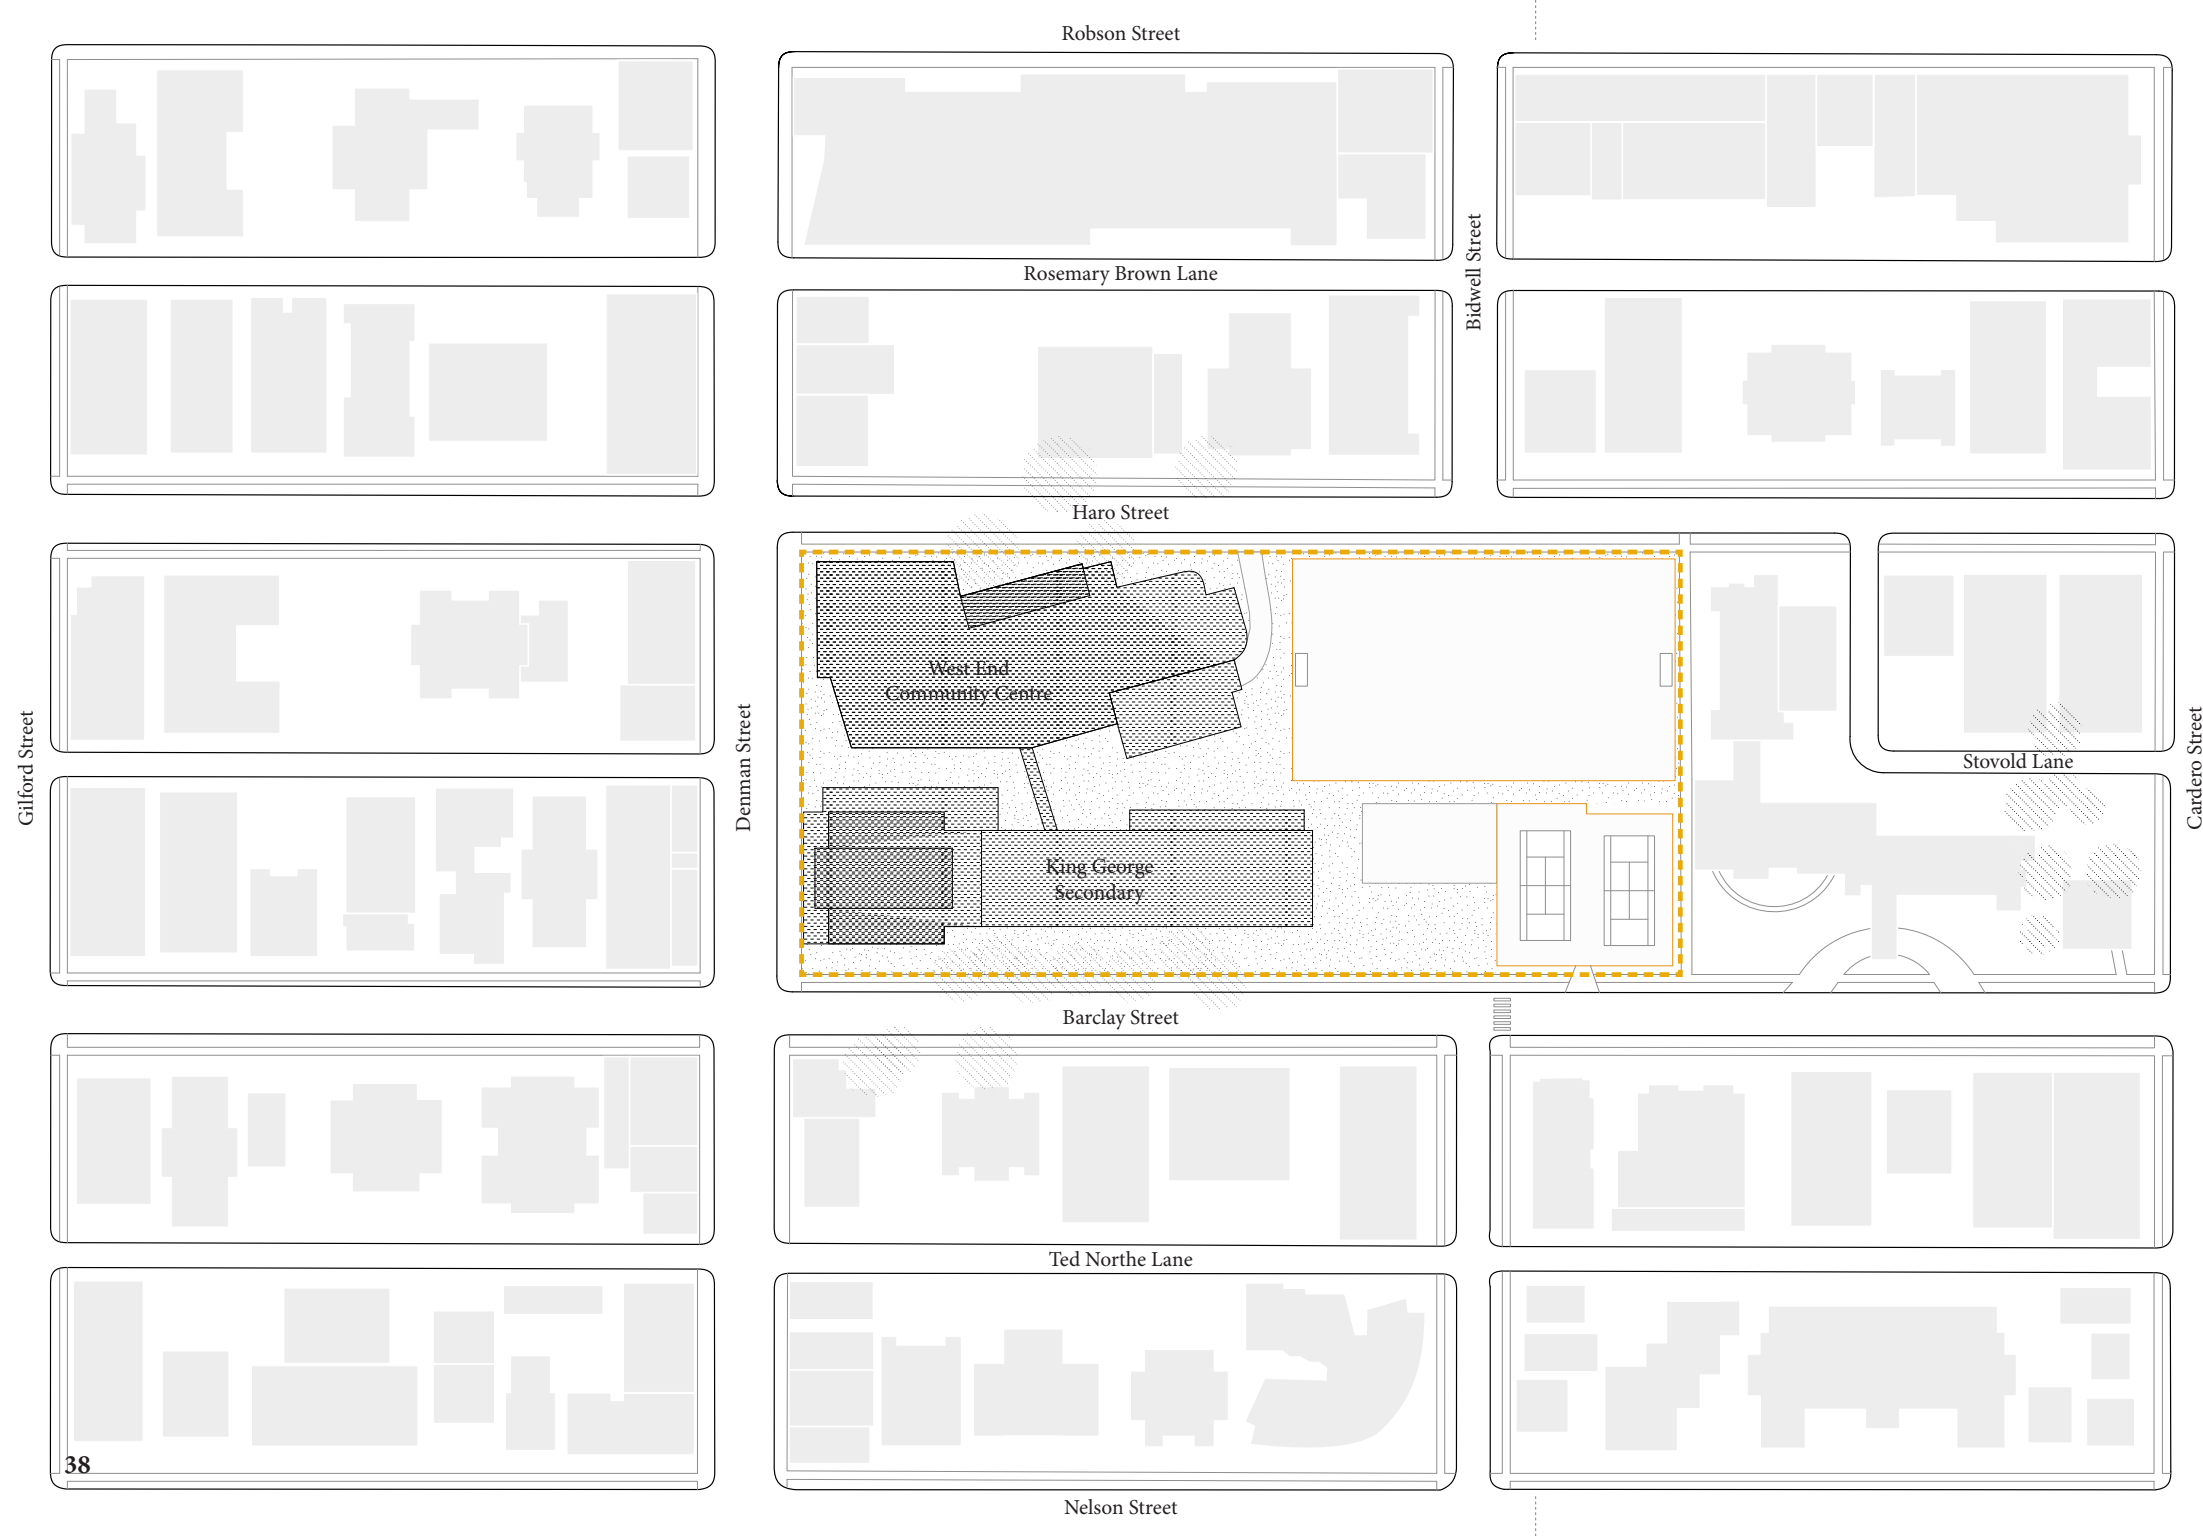 Robson Street
Rosemary Brown Lane
Bidwell Street
Haro Street
West End
Community Centre
Gilford Street
Denman Street
Stovold Lane
Cardero Street
King George
Secondary
Barclay Street
Ted Northe Lane
38
Nelson Street